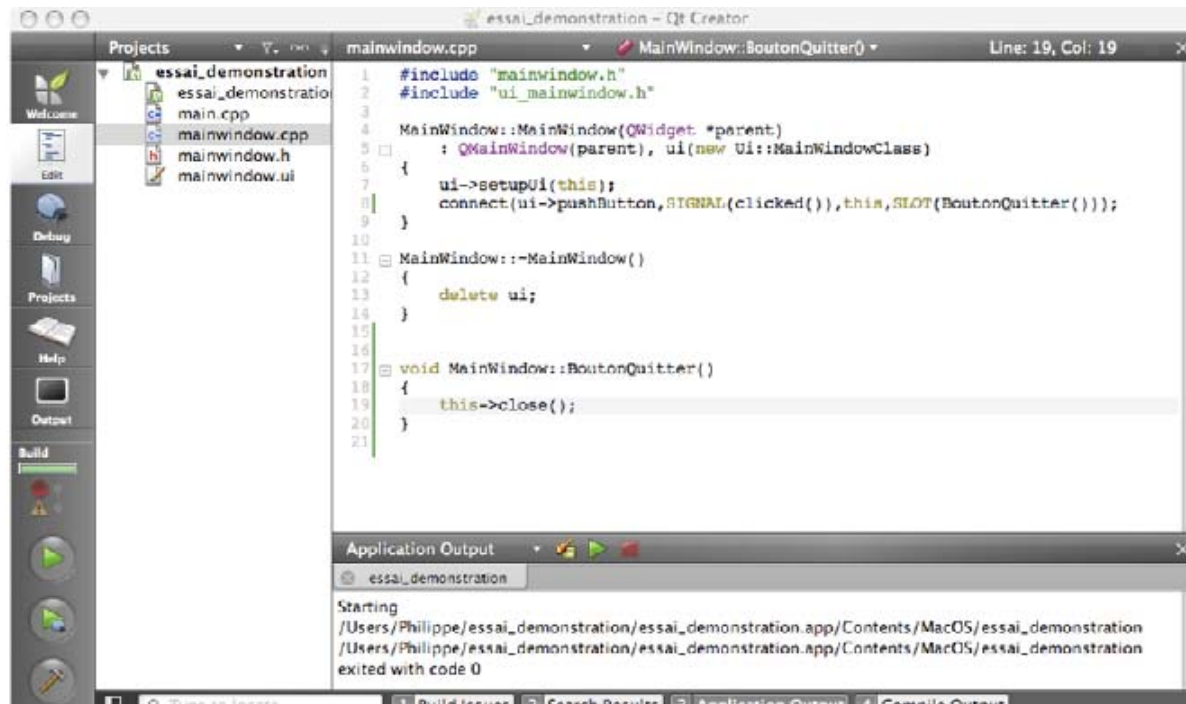 essai_demonstration - Qt Creator
Projects
mainwindow.cpp
MainWindow::BoutonQuitter()
Line: 19, Col: 19
Welcome
Edit
Debug
Projects
Help
Output
Build
essai_demonstration
essai_demonstratio
main.cpp
mainwindow.cpp
mainwindow.h
mainwindow.ui
1 #include "mainwindow.h"
2 #include "ui_mainwindow.h"
3
4 MainWindow::MainWindow(QWidget *parent)
5 : QMainWindow(parent), ui(new Ui::MainWindowClass)
6 {
7 ui->setupUi(this);
8 connect(ui->pushButton,SIGNAL(clicked()),this,SLOT(BoutonQuitter()));
9 }
10
11 MainWindow::~MainWindow()
12 {
13 delete ui;
14 }
15
16
17 void MainWindow::BoutonQuitter()
18 {
19 this->close();
20 }
21
Application Output
essai_demonstration
Starting
/Users/Philippe/essai_demonstration/essai_demonstration.app/Contents/MacOS/essai_demonstration
/Users/Philippe/essai_demonstration/essai_demonstration.app/Contents/MacOS/essai_demonstration
exited with code 0
Type to locate
1 Build Issues 2 Search Results 3 Application Output 4 Compile Output